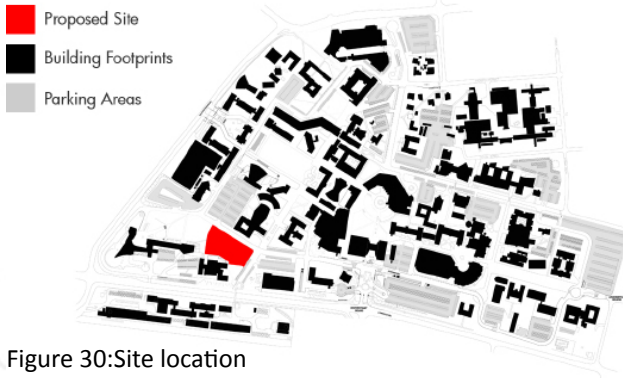 Proposed Site
Building Footprints
Parking Areas
Figure 30:Site location